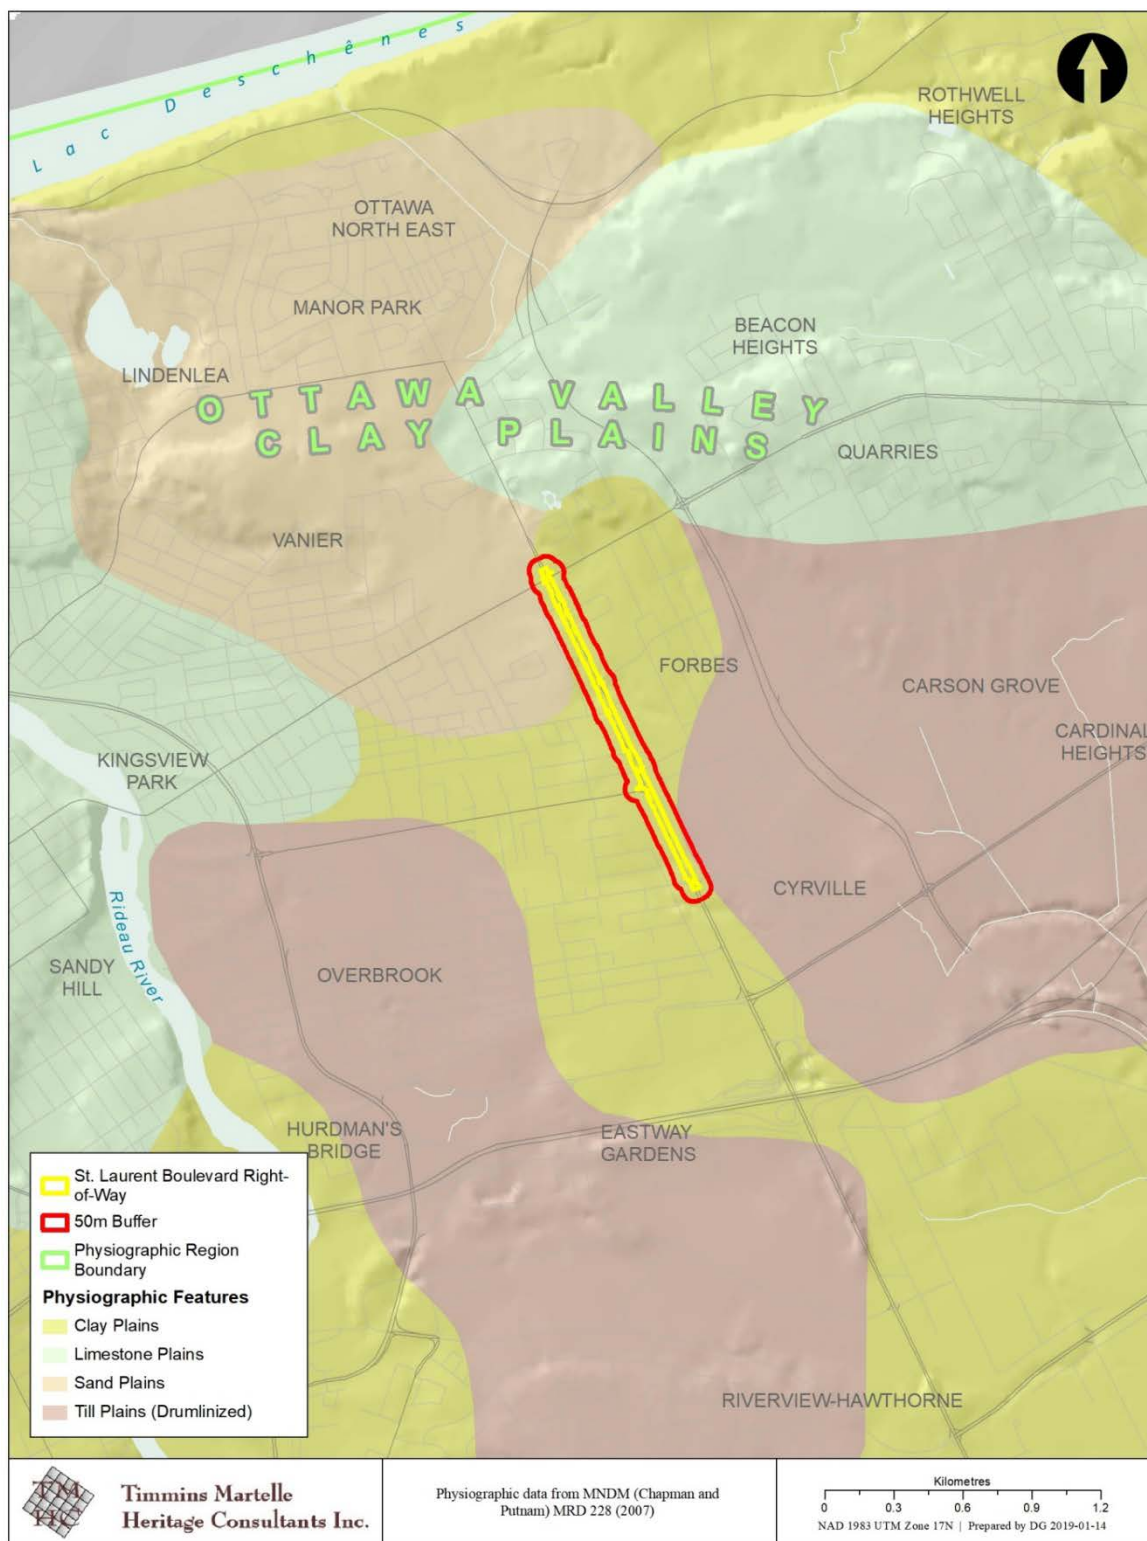 Lac Deschênes
ROTHWELL
HEIGHTS
OTTAWA
NORTH EAST
MANOR PARK
BEACON
HEIGHTS
LINDENLEA
OTTAWA VALLEY
CLAY PLAINS
QUARRIES
VANIER
FORBES
CARSON GROVE
CARDINAL
HEIGHTS
KINGSVIEW
PARK
CYRVILLE
Rideau River
SANDY
HILL
OVERBROOK
HURDMAN'S
BRIDGE
EASTWAY
GARDENS
RIVERVIEW-HAWTHORNE
St. Laurent Boulevard Right-
of-Way
50m Buffer
Physiographic Region
Boundary
Physiographic Features
Clay Plains
Limestone Plains
Sand Plains
Till Plains (Drumlinized)
TM
HC
Timmins Martelle
Heritage Consultants Inc.
Physiographic data from MNDM (Chapman and
Putnam) MRD 228 (2007)
Kilometres
0 0.3 0.6 0.9 1.2
NAD 1983 UTM Zone 17N | Prepared by DG 2019-01-14